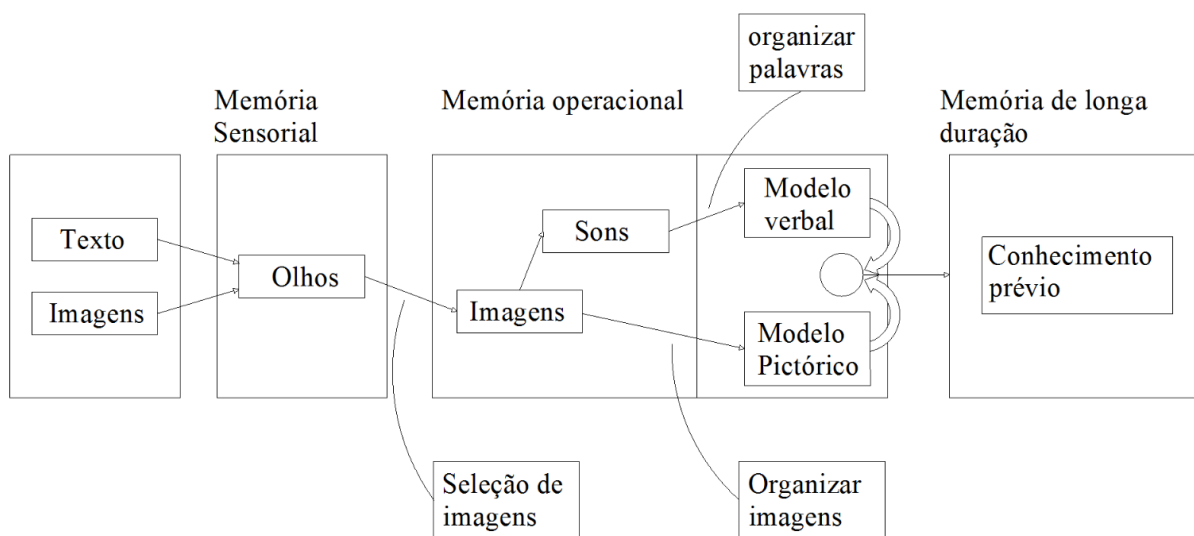 organizar
palavras
Memória
Sensorial
Memória operacional
Memória de longa
duração
Texto
Imagens
Olhos
Sons
Imagens
Modelo
verbal
Modelo
Pictórico
Conhecimento
prévio
Seleção de
imagens
Organizar
imagens